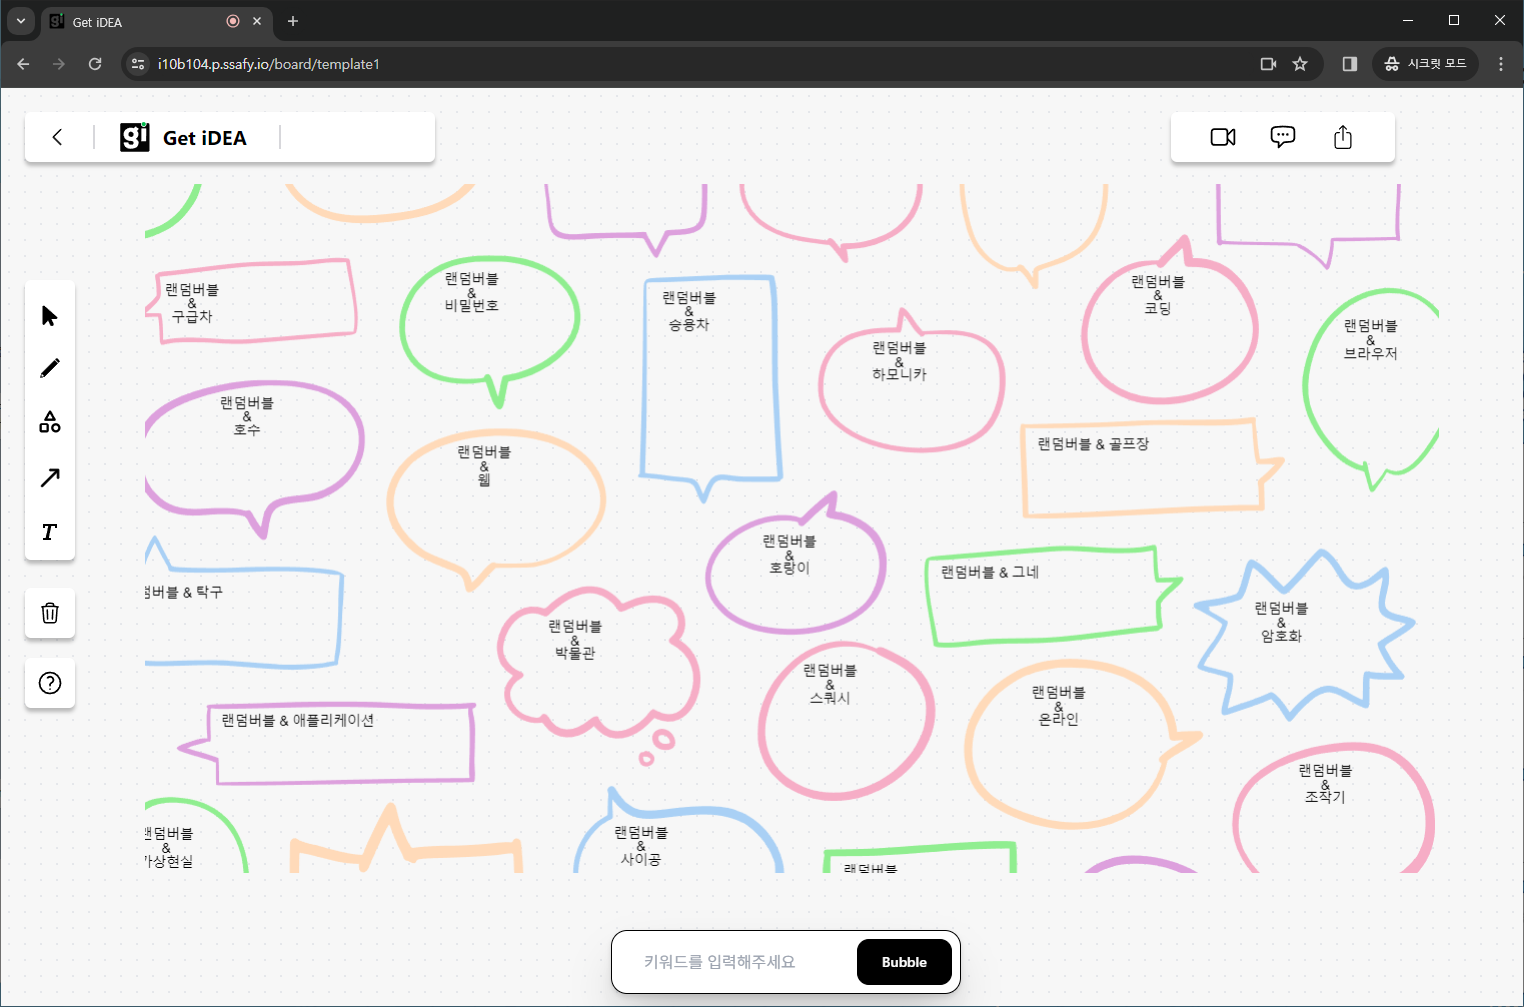 Get iDEA
i10b104.p.ssafy.io/board/template1
시크릿 모드
gi Get iDEA
랜덤버블
&
구급차
랜덤버블
&
비밀번호
랜덤버블
&
승용차
랜덤버블
&
하모니카
랜덤버블
&
코딩
랜덤버블
&
브라우저
랜덤버블
&
호수
랜덤버블
&
웹
랜덤버블 & 골프장
랜덤버블
&
호랑이
랜덤버블 & 그네
랜덤버블
&
암호화
덤버블 & 탁구
랜덤버블
&
박물관
랜덤버블
&
스쿼시
랜덤버블
&
온라인
랜덤버블 & 애플리케이션
랜덤버블
&
조작기
랜덤버블
&
가상현실
랜덤버블
&
사이공
랜덤버블
T
키워드를 입력해주세요
Bubble